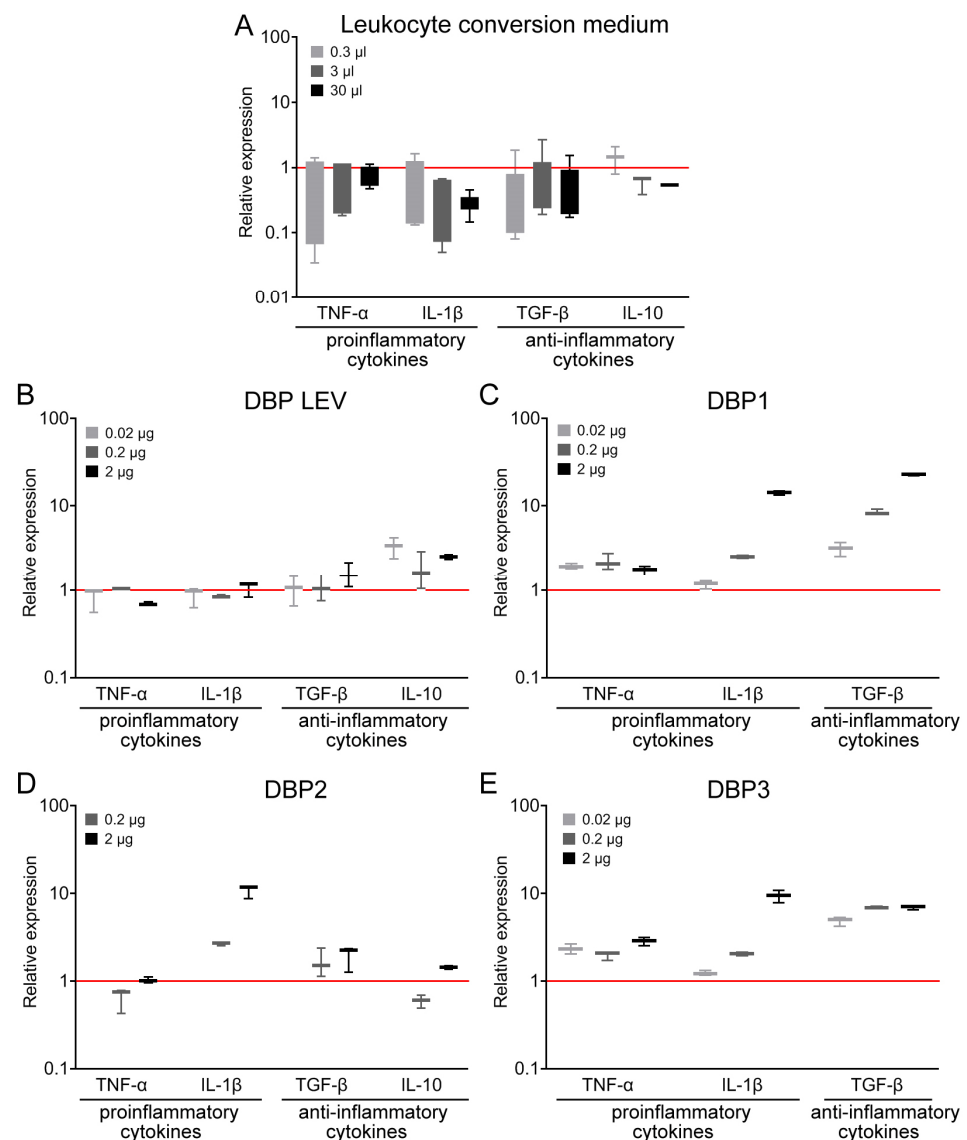 A Leukocyte conversion medium
100
0.3 µl
3 µl
30 µl
10
1
0.1
0.01
Relative expression
TNF-α IL-1β TGF-β IL-10
proinflammatory cytokines
anti-inflammatory cytokines
B DBP LEV
100
0.02 µg
0.2 µg
2 µg
10
1
0.1
Relative expression
TNF-α IL-1β TGF-β IL-10
proinflammatory
cytokines
anti-inflammatory
cytokines
C DBP1
100
0.02 µg
0.2 µg
2 µg
10
1
0.1
Relative expression
TNF-α IL-1β TGF-β
proinflammatory
cytokines
anti-inflammatory
cytokines
D DBP2
100
0.2 µg
2 µg
10
1
0.1
Relative expression
TNF-α IL-1β TGF-β IL-10
proinflammatory
cytokines
anti-inflammatory
cytokines
E DBP3
100
0.02 µg
0.2 µg
2 µg
10
1
0.1
Relative expression
TNF-α IL-1β TGF-β
proinflammatory
cytokines
anti-inflammatory
cytokines